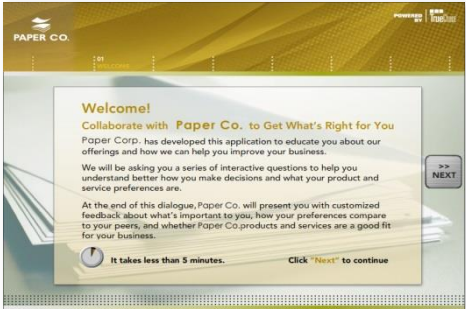 PAPER CO.
POWERED
BY
01
WELCOME
Welcome!
Collaborate with Paper Co. to Get What's Right for You
Paper Corp. has developed this application to educate you about our
offerings and how we can help you improve your business.
We will be asking you a series of interactive questions to help you
understand better how you make decisions and what your product and
service preferences are.
At the end of this dialogue, Paper Co. will present you with customized
feedback about what's important to you, how your preferences compare
to your peers, and whether Paper Co.products and services are a good fit
for your business.
It takes less than 5 minutes.
Click "Next" to continue
>>
NEXT